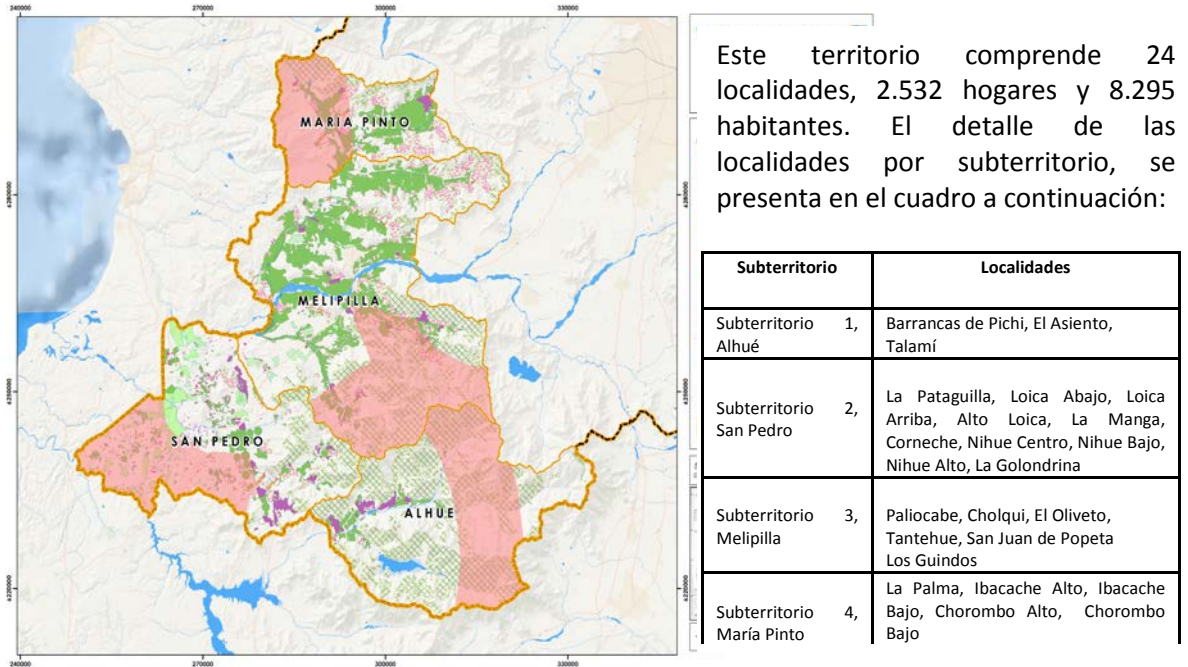 240000 270000 300000 330000
MARIA PINTO
MELIPILLA
SAN PEDRO
ALHUE
240000 270000 300000 330000
Este territorio comprende 24
localidades, 2.532 hogares y 8.295
habitantes. El detalle de las
localidades por subterritorio, se
presenta en el cuadro a continuación:
Subterritorio Localidades
Subterritorio 1,
Alhué
Barrancas de Pichi, El Asiento,
Talamí
Subterritorio 2,
San Pedro
La Pataguilla, Loica Abajo, Loica
Arriba, Alto Loica, La Manga,
Corneche, Nihue Centro, Nihue Bajo,
Nihue Alto, La Golondrina
Subterritorio 3,
Melipilla
Paliocabe, Cholqui, El Oliveto,
Tantehue, San Juan de Popeta
Los Guindos
Subterritorio 4,
María Pinto
La Palma, Ibacache Alto, Ibacache
Bajo, Chorombo Alto, Chorombo
Bajo